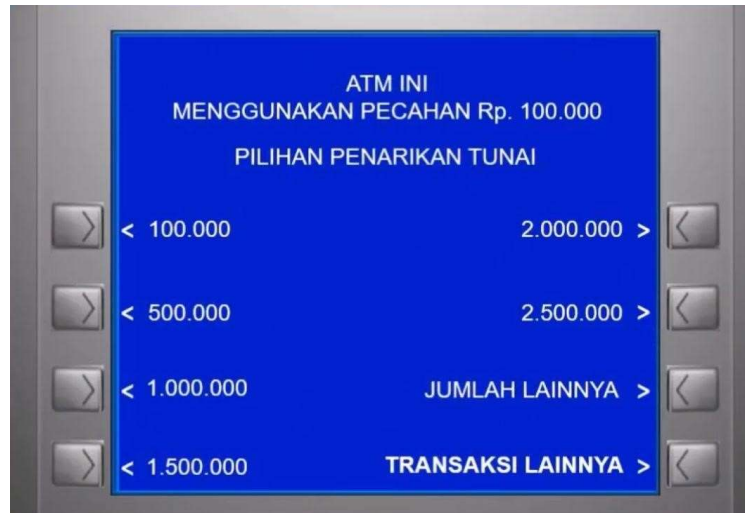 ATM INI
MENGGUNAKAN PECAHAN Rp. 100.000
PILIHAN PENARIKAN TUNAI
< 100.000
2.000.000 >
< 500.000
2.500.000 >
< 1.000.000
JUMLAH LAINNYA >
< 1.500.000
TRANSAKSI LAINNYA >